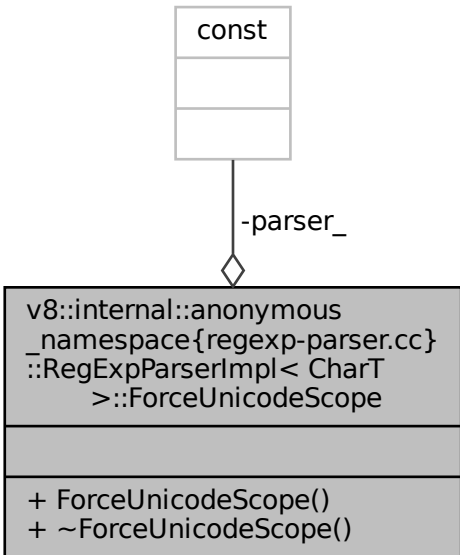 const
-parser_
v8::internal::anonymous
_namespace{regexp-parser.cc}
::RegExpParserImpl< CharT
>::ForceUnicodeScope
+ ForceUnicodeScope()
+ ~ForceUnicodeScope()